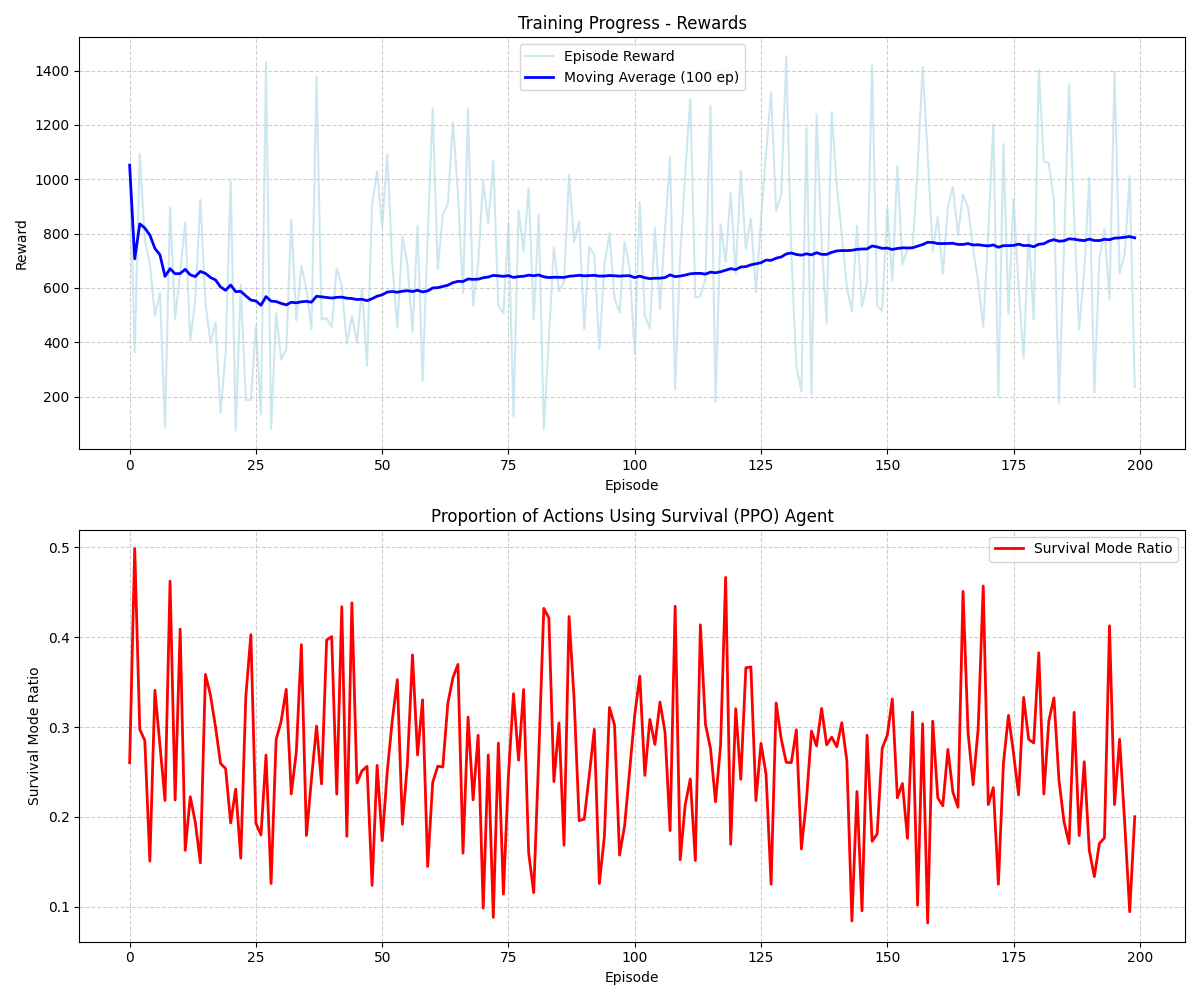 Training Progress - Rewards
Episode Reward
Moving Average (100 ep)
Reward
1400
1200
1000
800
600
400
200
0 25 50 75 100 125 150 175 200
Episode
Proportion of Actions Using Survival (PPO) Agent
Survival Mode Ratio
Survival Mode Ratio
0.5
0.4
0.3
0.2
0.1
0 25 50 75 100 125 150 175 200
Episode